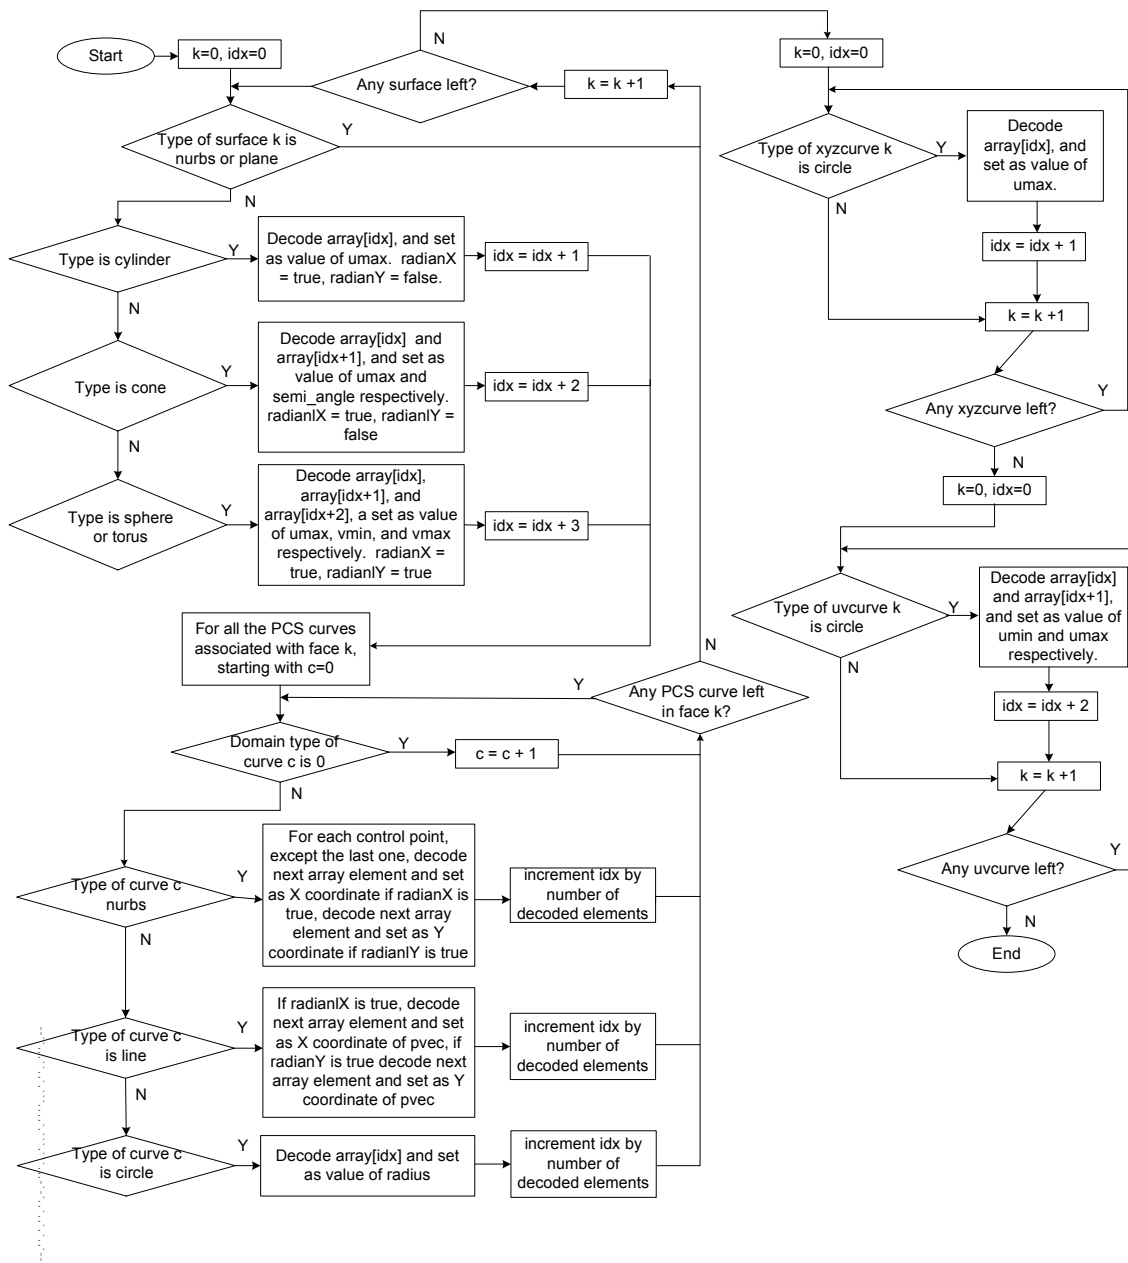 Start
k=0, idx=0
N
Any surface left?
k = k +1
Type of surface k is
nurbs or plane
Y
N
Type is cylinder
Y
Decode array[idx], and set
as value of umax.  radianX
= true, radianY = false.
idx = idx + 1
N
Type is cone
Y
Decode array[idx]  and
array[idx+1], and set as
value of umax and
semi_angle respectively.
radianlX = true, radianlY =
false
idx = idx + 2
N
Type is sphere
or torus
Y
Decode array[idx],
array[idx+1], and
array[idx+2], a set as value
of umax, vmin, and vmax
respectively.  radianX =
true, radianlY = true
idx = idx + 3
For all the PCS curves
associated with face k,
starting with c=0
N
Y
Any PCS curve left
in face k?
Domain type of
curve c is 0
Y
c = c + 1
N
Type of curve c
nurbs
Y
For each control point,
except the last one, decode
next array element and set
as X coordinate if radianX is
true, decode next array
element and set as Y
coordinate if radianlY is true
increment idx by
number of
decoded elements
N
Type of curve c
is line
Y
If radianlX is true, decode
next array element and set
as X coordinate of pvec, if
radianY is true decode next
array element and set as Y
coordinate of pvec
increment idx by
number of
decoded elements
N
Type of curve c
is circle
Y
Decode array[idx] and set
as value of radius
increment idx by
number of
decoded elements
k=0, idx=0
Type of xyzcurve k
is circle
Y
Decode
array[idx], and
set as value of
umax.
N
idx = idx + 1
k = k +1
Any xyzcurve left?
Y
N
k=0, idx=0
Type of uvcurve k
is circle
Y
Decode array[idx]
and array[idx+1],
and set as value of
umin and umax
respectively.
N
idx = idx + 2
k = k +1
Any uvcurve left?
Y
N
End